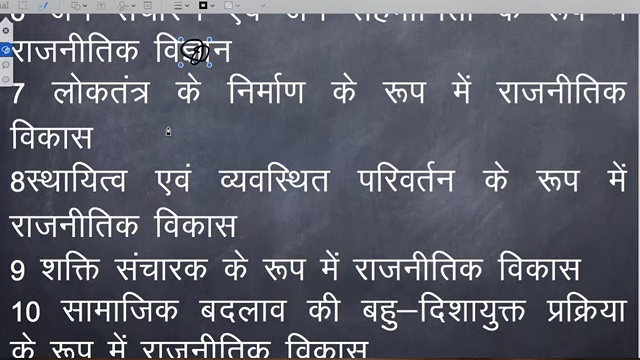 राजनीतिक
7 लोकतंत्र के निर्माण के रूप में राजनीतिक
विकास
8स्थायित्व एवं व्यवस्थित परिवर्तन के रूप में
राजनीतिक विकास
9 शक्ति संचारक के रूप में राजनीतिक विकास
10 सामाजिक बदलाव की बहु–दिशायुक्त प्रक्रिया
के रूप में राजनीतिक विकास